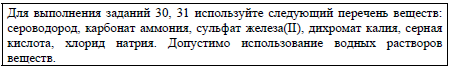 Для выполнения заданий 30, 31 используйте следующий перечень веществ:
сероводород, карбонат аммония, сульфат железа(II), дихромат калия, серная
кислота, хлорид натрия. Допустимо использование водных растворов
веществ.